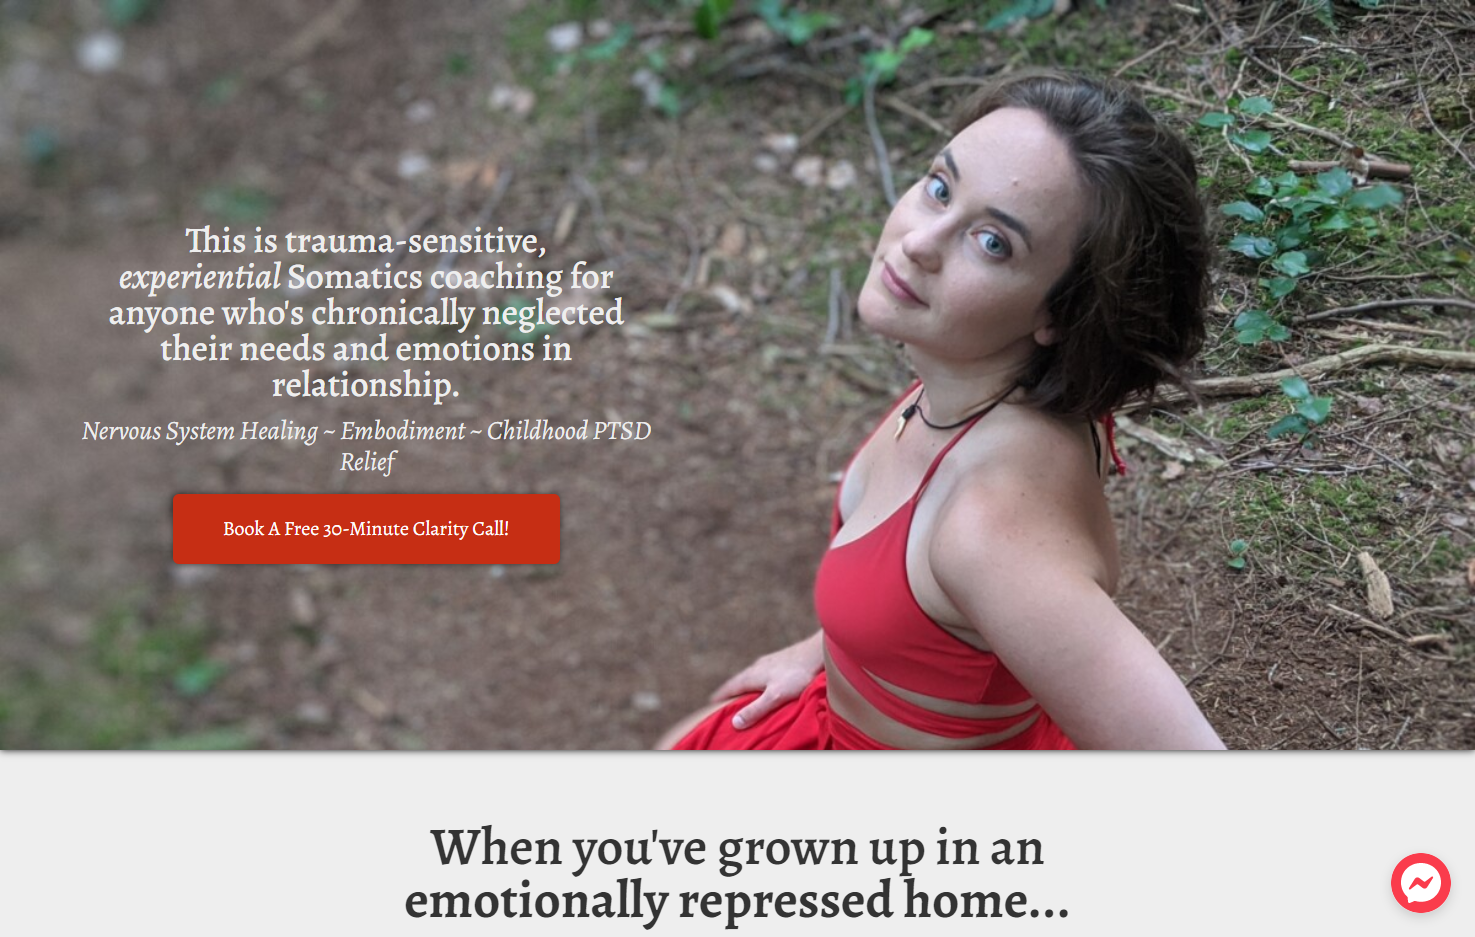 This is trauma-sensitive,
experiential Somatics coaching for
anyone who's chronically neglected
their needs and emotions in
relationship.
Nervous System Healing ~ Embodiment ~ Childhood PTSD
Relief
Book A Free 30-Minute Clarity Call!
When you've grown up in an
emotionally repressed home...